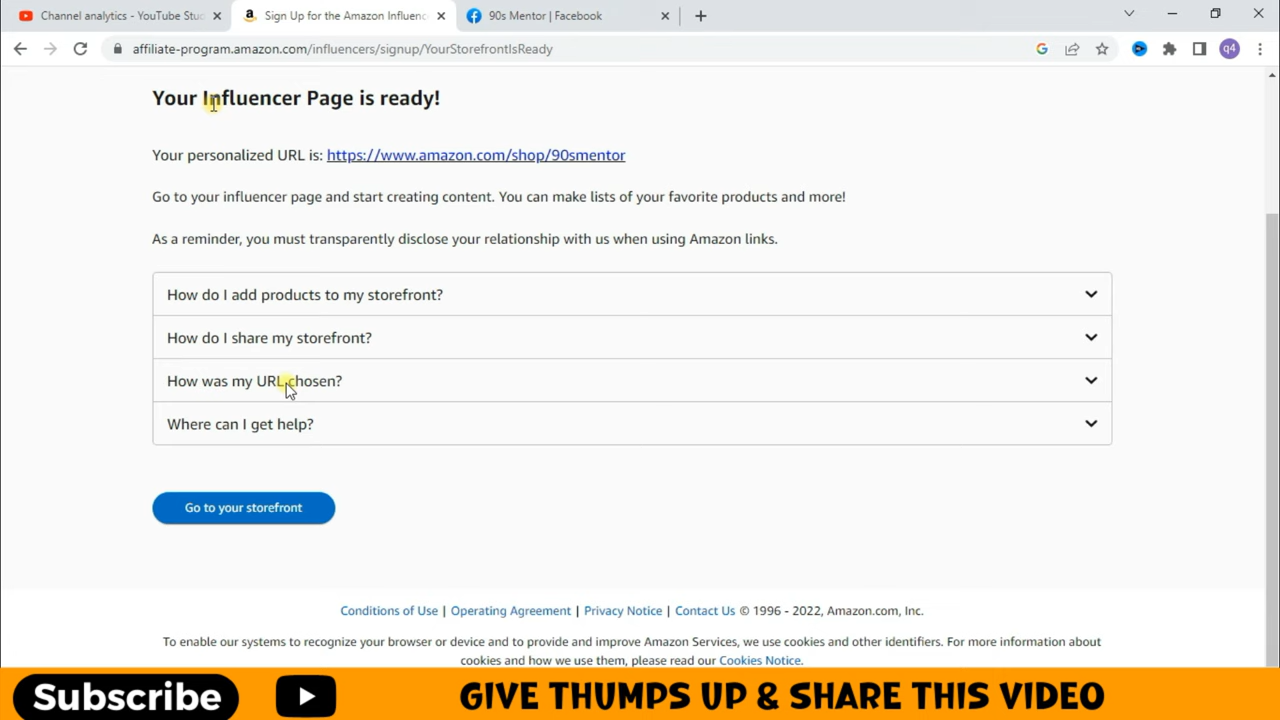 Channel analytics - YouTube Stud
Sign Up for the Amazon Influenc
90s Mentor | Facebook
affiliate-program.amazon.com/influencers/signup/YourStorefrontIsReady
q4
Your Influencer Page is ready!
Your personalized URL is: https://www.amazon.com/shop/90smentor
Go to your influencer page and start creating content. You can make lists of your favorite products and more!
As a reminder, you must transparently disclose your relationship with us when using Amazon links.
How do I add products to my storefront?
How do I share my storefront?
How was my URL chosen?
Where can I get help?
Go to your storefront
Conditions of Use | Operating Agreement | Privacy Notice | Contact Us © 1996 - 2022, Amazon.com, Inc.
To enable our systems to recognize your browser or device and to provide and improve Amazon Services, we use cookies and other identifiers. For more information about
cookies and how we use them, please read our Cookies Notice.
Subscribe
GIVE THUMPS UP & SHARE THIS VIDEO